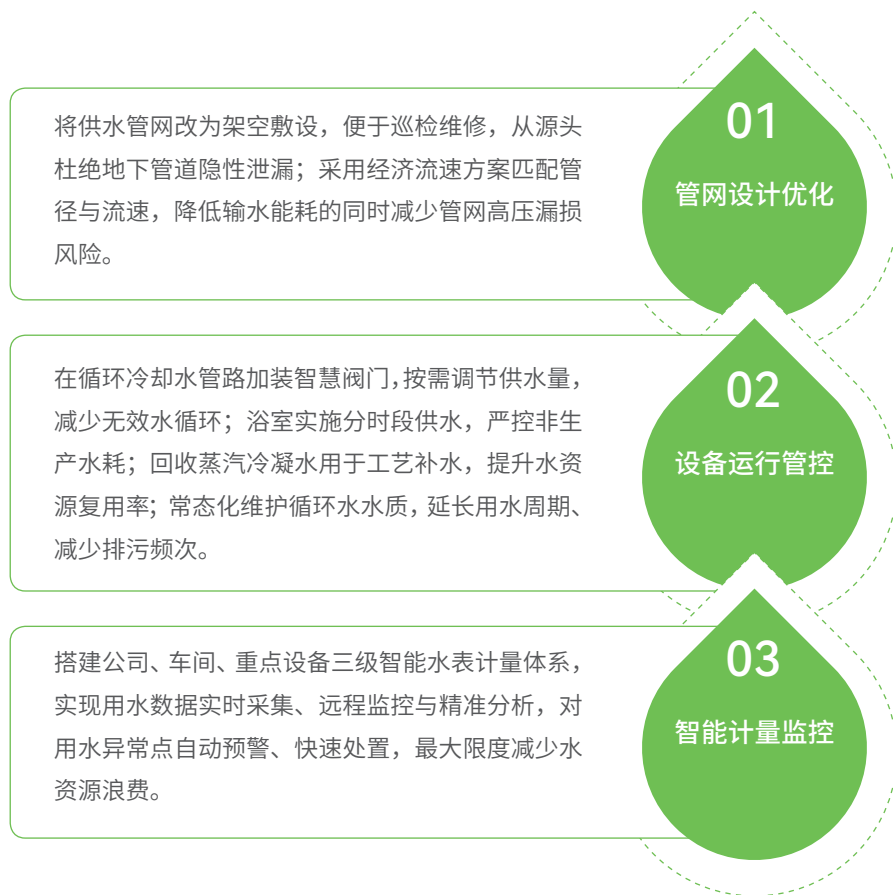 01
管网设计优化
将供水管网改为架空敷设，便于巡检维修，从源头
杜绝地下管道隐性泄漏；采用经济流速方案匹配管
径与流速，降低输水能耗的同时减少管网高压漏损
风险。
02
设备运行管控
在循环冷却水管路加装智慧阀门，按需调节供水量，
减少无效水循环；浴室实施分时段供水，严控非生
产水耗；回收蒸汽冷凝水用于工艺补水，提升水资
源复用率；常态化维护循环水水质，延长用水周期、
减少排污频次。
03
智能计量监控
搭建公司、车间、重点设备三级智能水表计量体系，
实现用水数据实时采集、远程监控与精准分析，对
用水异常点自动预警、快速处置，最大限度减少水
资源浪费。